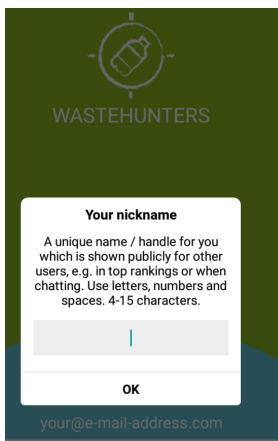 WASTEHUNTERS
Your nickname
A unique name / handle for you
which is shown publicly for other
users, e.g. in top rankings or when
chatting. Use letters, numbers and
spaces. 4-15 characters.
OK
your@e-mail-address.com